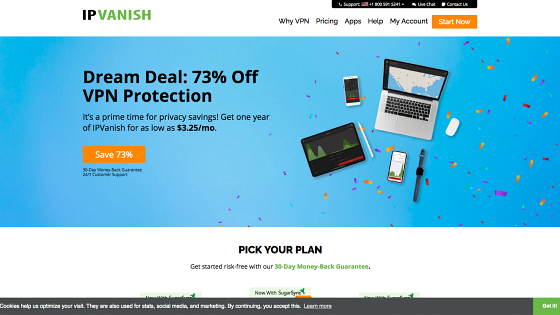 Support: +1 800 591 5241 Live Chat Contact Us
IPVANISH
Why VPN Pricing Apps Help My Account Start Now
Dream Deal: 73% Off
VPN Protection
It's a prime time for privacy savings! Get one year
of IPVanish for as low as $3.25/mo.
Save 73%
30-Day Money-Back Guarantee
24/7 Customer Support
PICK YOUR PLAN
Get started risk-free with our 30-Day Money-Back Guarantee.
Now With SugarSync
Now With SugarSync
Now With SugarSync
Cookies help us optimize your visit. They are also used for stats, social media, and marketing. By continuing, you accept this. Learn more
Got it!